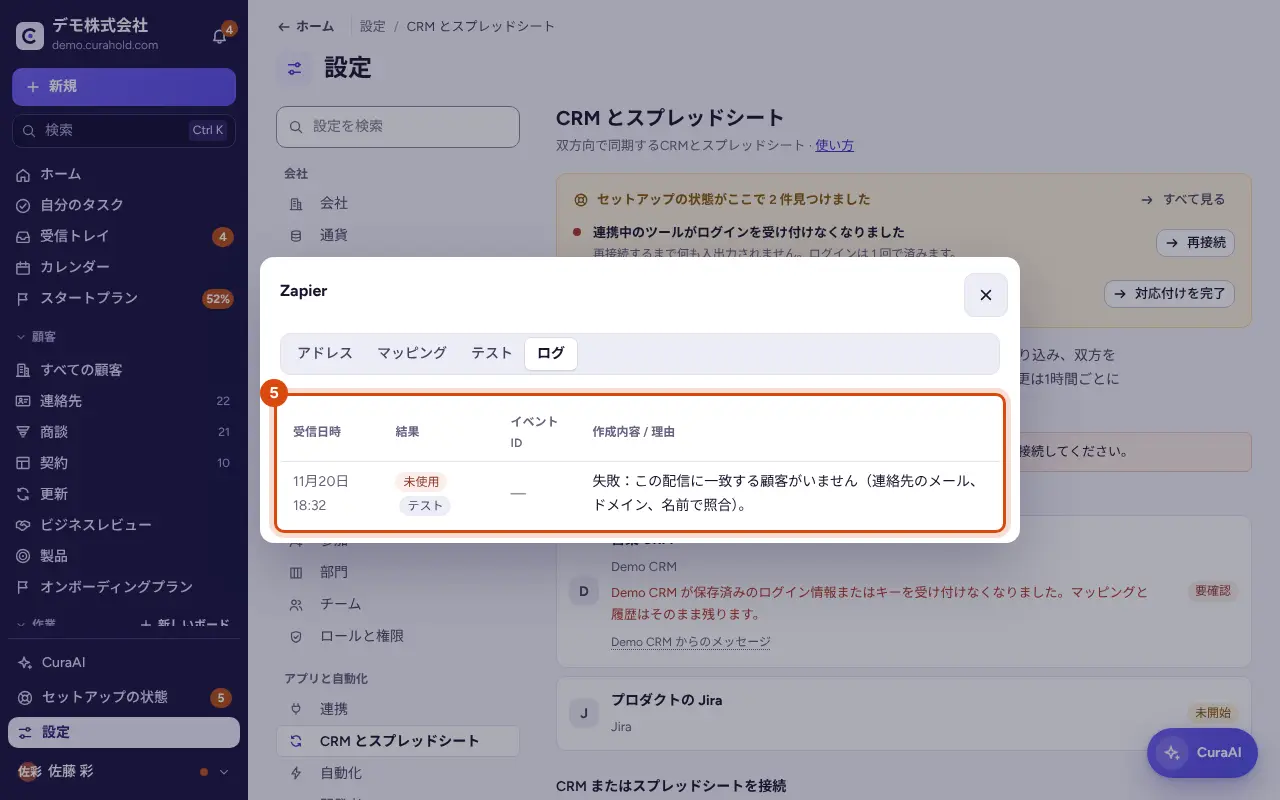 デモ株式会社
demo.curahold.com
4
新規
検索
Ctrl K
ホーム
自分のタスク
受信トレイ
4
カレンダー
スタートプラン
52%
顧客
すべての顧客
連絡先
22
商談
21
契約
10
更新
ビジネスレビュー
製品
オンボーディングプラン
作業
新しいボード
CuraAI
セットアップの状態
5
設定
佐彩
佐藤 彩
ホーム
設定 / CRM とスプレッドシート
設定
設定を検索
会社
会社
通貨
部門
チーム
ロールと権限
アプリと自動化
連携
CRM とスプレッドシート
自動化
CRM とスプレッドシート
双方向で同期するCRMとスプレッドシート · 使い方
セットアップの状態がここで 2 件見つけました
すべて見る
連携中のツールがログインを受け付けなくなりました
再接続するまで何も入出力されません。ログインは 1 回で済みます。
再接続
対応付けを完了
り込み、双方を
更は1時間ごとに
接続してください。
Zapier
アドレス
マッピング
テスト
ログ
5
受信日時
結果
イベント
ID
作成内容 / 理由
11月20日
18:32
未使用
テスト
—
失敗：この配信に一致する顧客がいません（連絡先のメール、
ドメイン、名前で照合）。
Demo CRM
D
Demo CRM が保存済みのログイン情報またはキーを受け付けなくなりました。マッピングと
履歴はそのまま残ります。
要確認
Demo CRM からのメッセージ
プロダクトの Jira
J
Jira
未開始
CuraAI
CRM またはスプレッドシートを接続